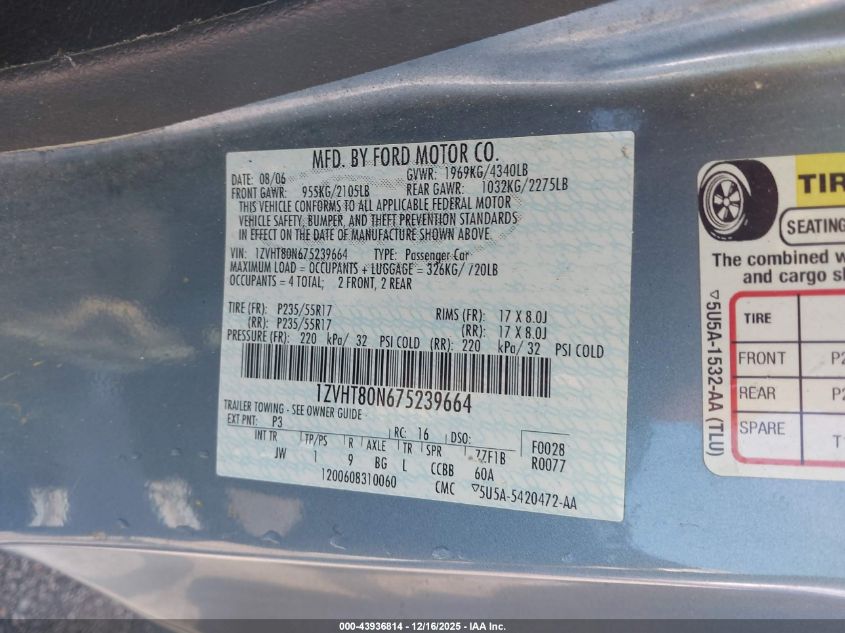 MFD. BY FORD MOTOR CO.
DATE: 08/06 GVWR: 1969KG/4340LB
FRONT GAWR: 955KG/2105LB REAR GAWR: 1032KG/2275LB
THIS VEHICLE CONFORMS TO ALL APPLICABLE FEDERAL MOTOR
VEHICLE SAFETY, BUMPER, AND THEFT PREVENTION STANDARDS
IN EFFECT ON THE DATE OF MANUFACTURE SHOWN ABOVE.
VIN: 1ZVHT80N675239664 TYPE: Passenger Car
MAXIMUM LOAD = OCCUPANTS + LUGGAGE = 326KG/ 720LB
OCCUPANTS = 4 TOTAL; 2 FRONT, 2 REAR
TIRE (FR): P235/55R17 RIMS (FR): 17 X 8.0J
(RR): P235/55R17 (RR): 17 X 8.0J
PRESSURE (FR): 220 kPa/ 32 PSI COLD (RR): 220 kPa/ 32 PSI COLD
1ZVHT80N675239664
TRAILER TOWING - SEE OWNER GUIDE -
EXT PNT: P3 RC: 16 DSO: F0028
INT TR TP/PS R AXLE TR SPR 7ZF1B R0077
JW 1 9 BG L CCBB 60A
1200608310060 CMC ▽5U5A-5420472-AA
TIR
SEATING
The combined w
and cargo sh
TIRE
FRONT P2
REAR P2
SPARE T1
▽5U5A-1532-AA (TLU)
000-43936814 - 12/16/2025 - IAA Inc.